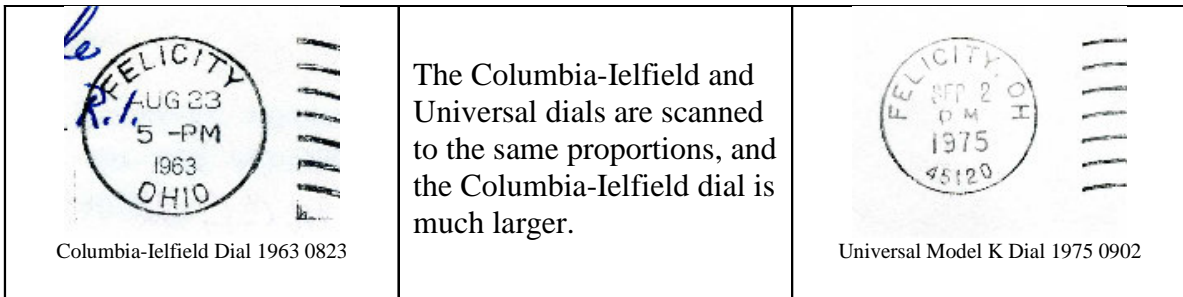 le
R.I.
FELICITY
AUG 23
5 -PM
1963
OHIO
Columbia-Ielfield Dial 1963 0823
The Columbia-Ielfield and
Universal dials are scanned
to the same proportions, and
the Columbia-Ielfield dial is
much larger.
FELICITY, OH
SEP 2
PM
1975
45120
Universal Model K Dial 1975 0902